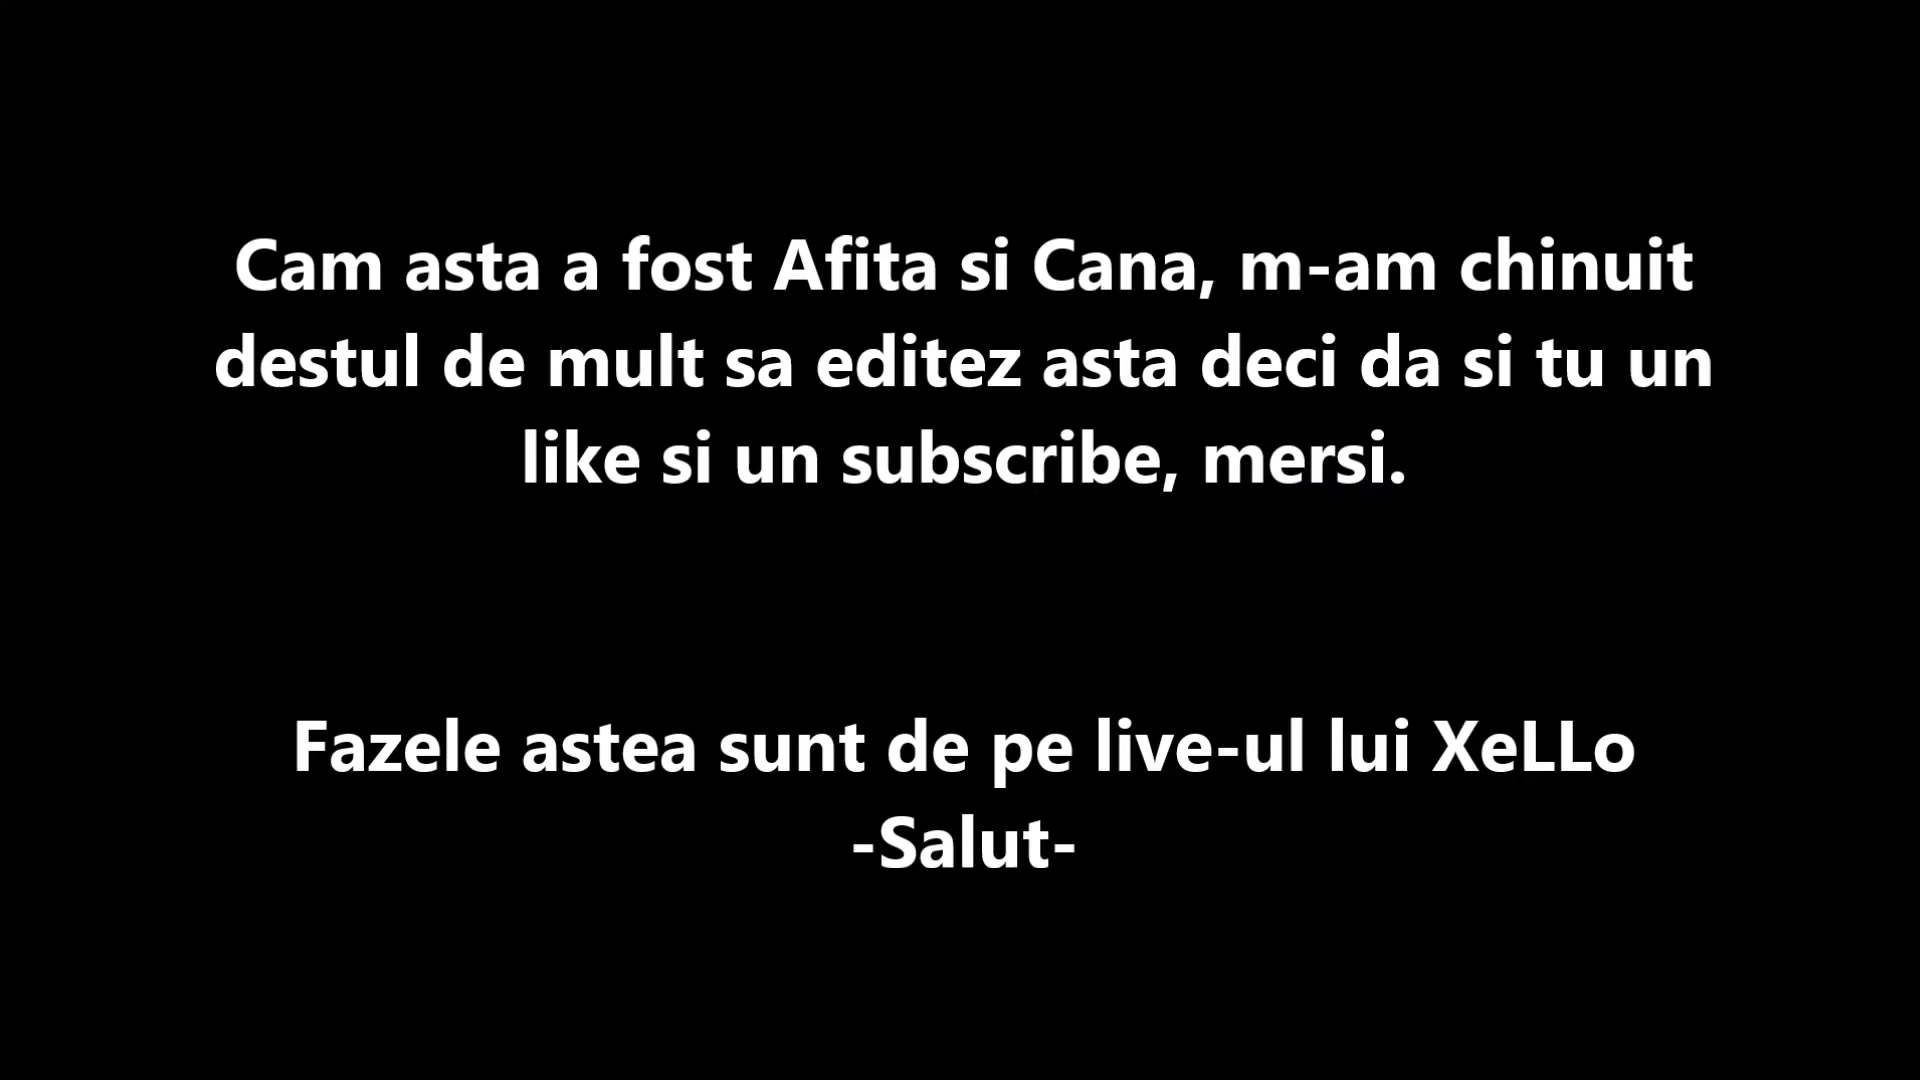 Cam asta a fost Afita si Cana, m-am chinuit
destul de mult sa editez asta deci da si tu un
like si un subscribe, mersi.
Fazele astea sunt de pe live-ul lui XeLLo
-Salut-